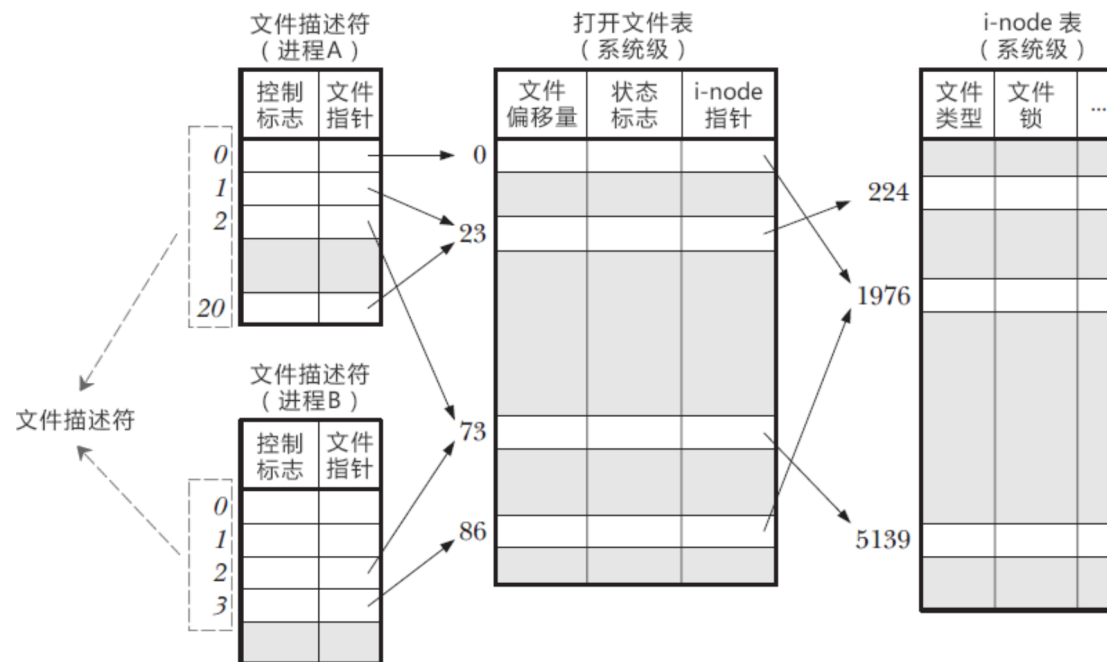 文件描述符
（进程A）
控制
标志
文件
指针
0
1
2
20
文件描述符
文件描述符
（进程B）
控制
标志
文件
指针
0
1
2
3
打开文件表
（系统级）
文件
偏移量
状态
标志
i-node
指针
0
23
73
86
i-node 表
（系统级）
文件
类型
文件
锁
...
224
1976
5139